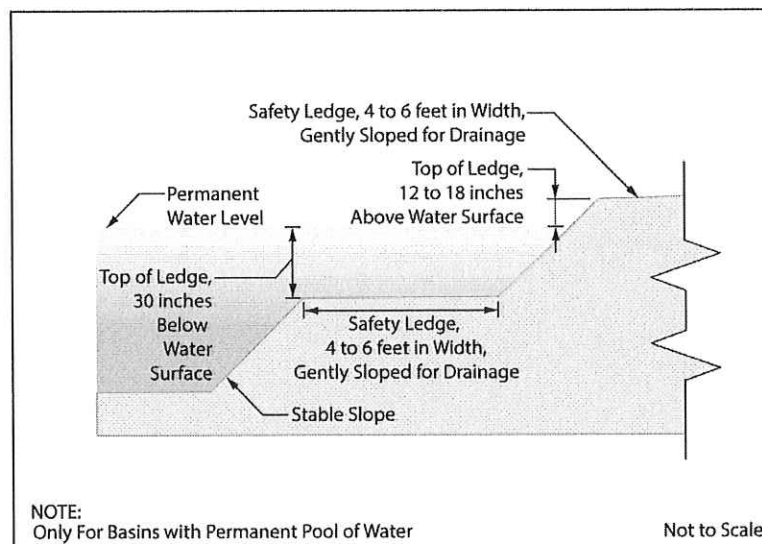 Safety Ledge, 4 to 6 feet in Width,
Gently Sloped for Drainage
Top of Ledge,
12 to 18 inches
Above Water Surface
Permanent
Water Level
Top of Ledge,
30 inches
Below
Water
Surface
Safety Ledge,
4 to 6 feet in Width,
Gently Sloped for Drainage
Stable Slope
NOTE:
Only For Basins with Permanent Pool of Water
Not to Scale